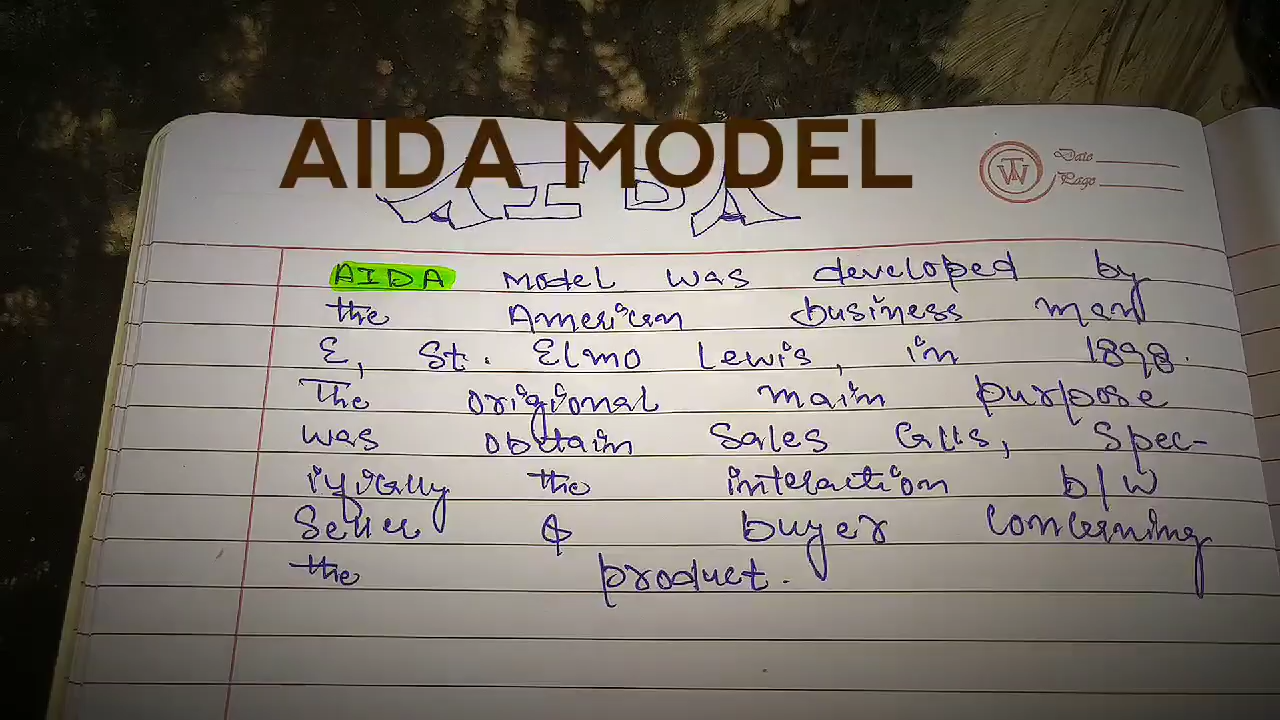 AIDA MODEL
AIDA
TW
Date
Page
AIDA Model was developed by
the American business man
E, St. Elmo Lewis, in 1898.
The original main purpose
was obtain Sales Calls, Spec-
ifically the interaction b/w
Seller & buyer concerning
the product.